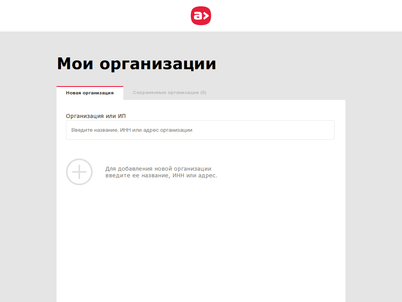 a>
Мои организации
Новая организация
Сохраненные организации (0)
Организация или ИП
Введите название, ИНН или адрес организации
Для добавления новой организации
введите ее название, ИНН или адрес.